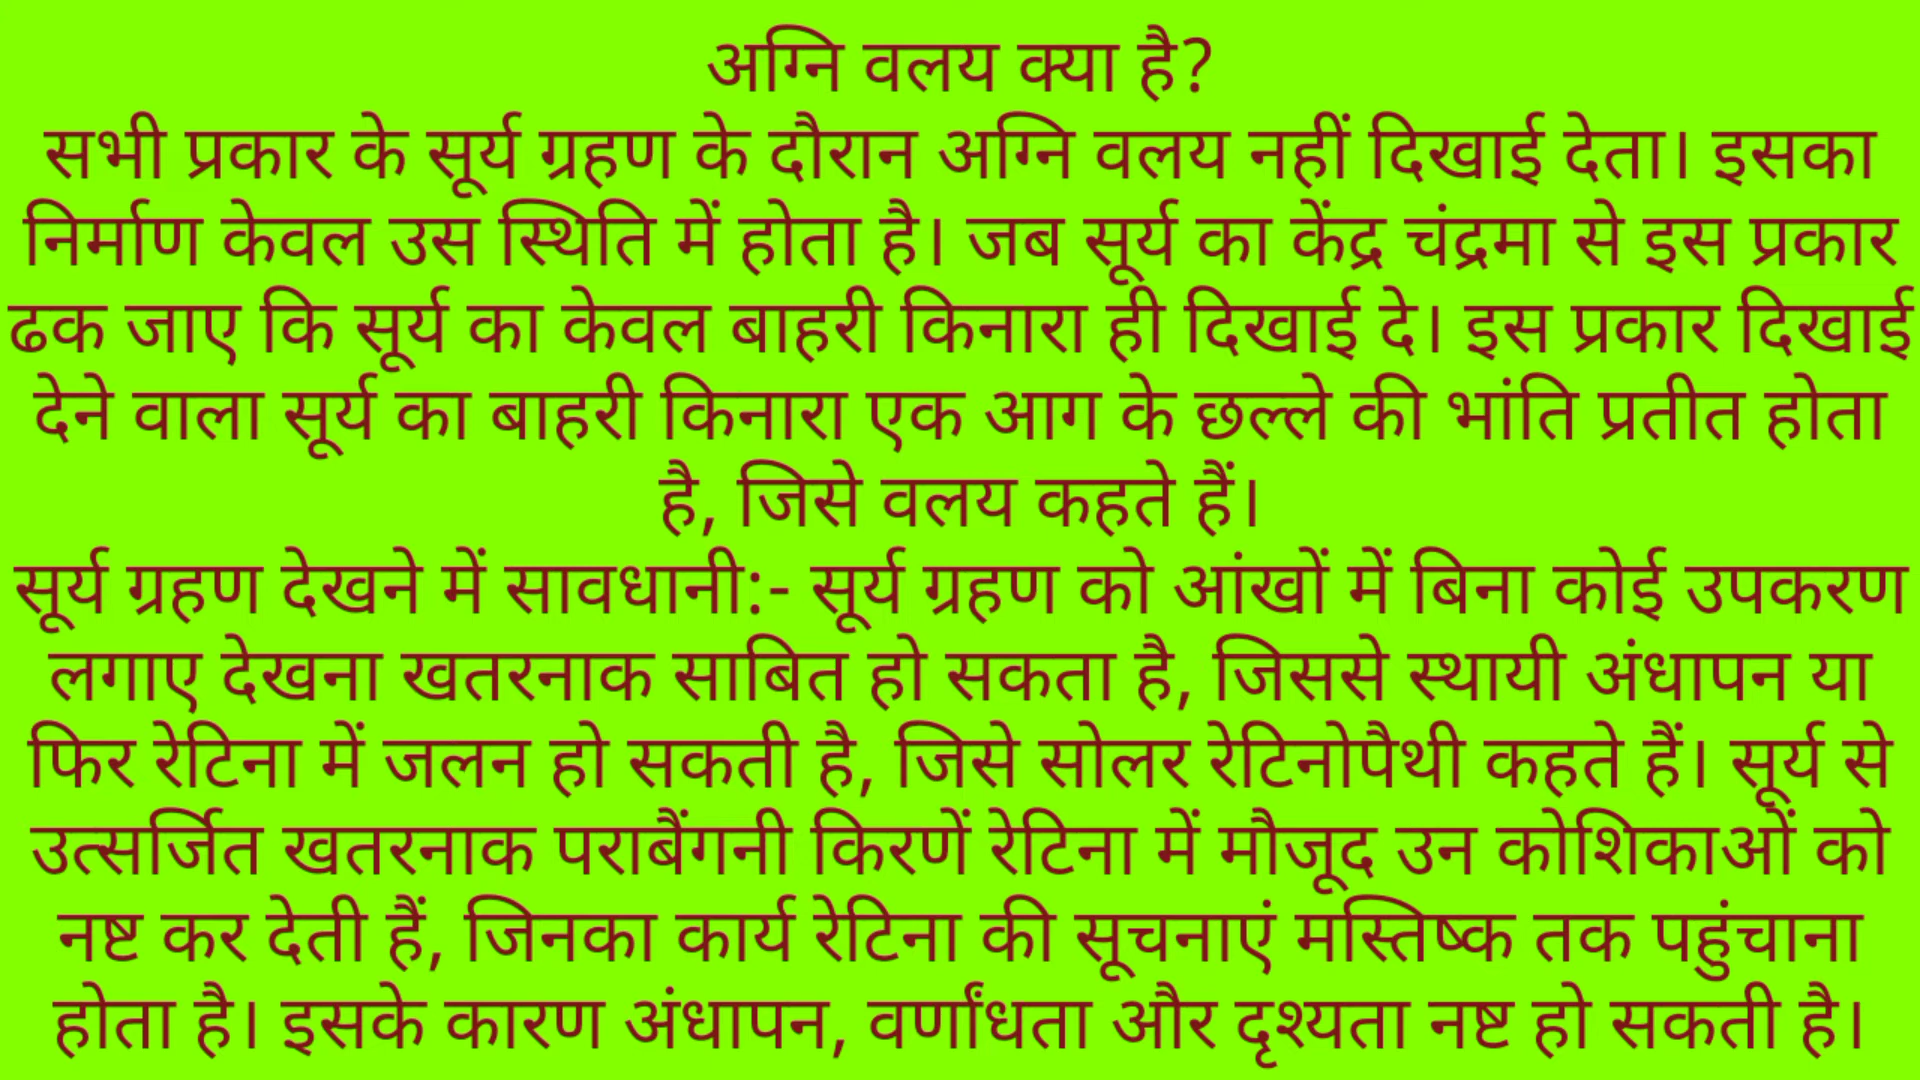 अग्नि वलय क्या है?
सभी प्रकार के सूर्य ग्रहण के दौरान अग्नि वलय नहीं दिखाई देता। इसका
निर्माण केवल उस स्थिति में होता है। जब सूर्य का केंद्र चंद्रमा से इस प्रकार
ढक जाए कि सूर्य का केवल बाहरी किनारा ही दिखाई दे। इस प्रकार दिखाई
देने वाला सूर्य का बाहरी किनारा एक आग के छल्ले की भांति प्रतीत होता
है, जिसे वलय कहते हैं।
सूर्य ग्रहण देखने में सावधानी:- सूर्य ग्रहण को आंखों में बिना कोई उपकरण
लगाए देखना खतरनाक साबित हो सकता है, जिससे स्थायी अंधापन या
फिर रेटिना में जलन हो सकती है, जिसे सोलर रेटिनोपैथी कहते हैं। सूर्य से
उत्सर्जित खतरनाक पराबैंगनी किरणें रेटिना में मौजूद उन कोशिकाओं को
नष्ट कर देती हैं, जिनका कार्य रेटिना की सूचनाएं मस्तिष्क तक पहुंचाना
होता है। इसके कारण अंधापन, वर्णांधता और दृश्यता नष्ट हो सकती है।